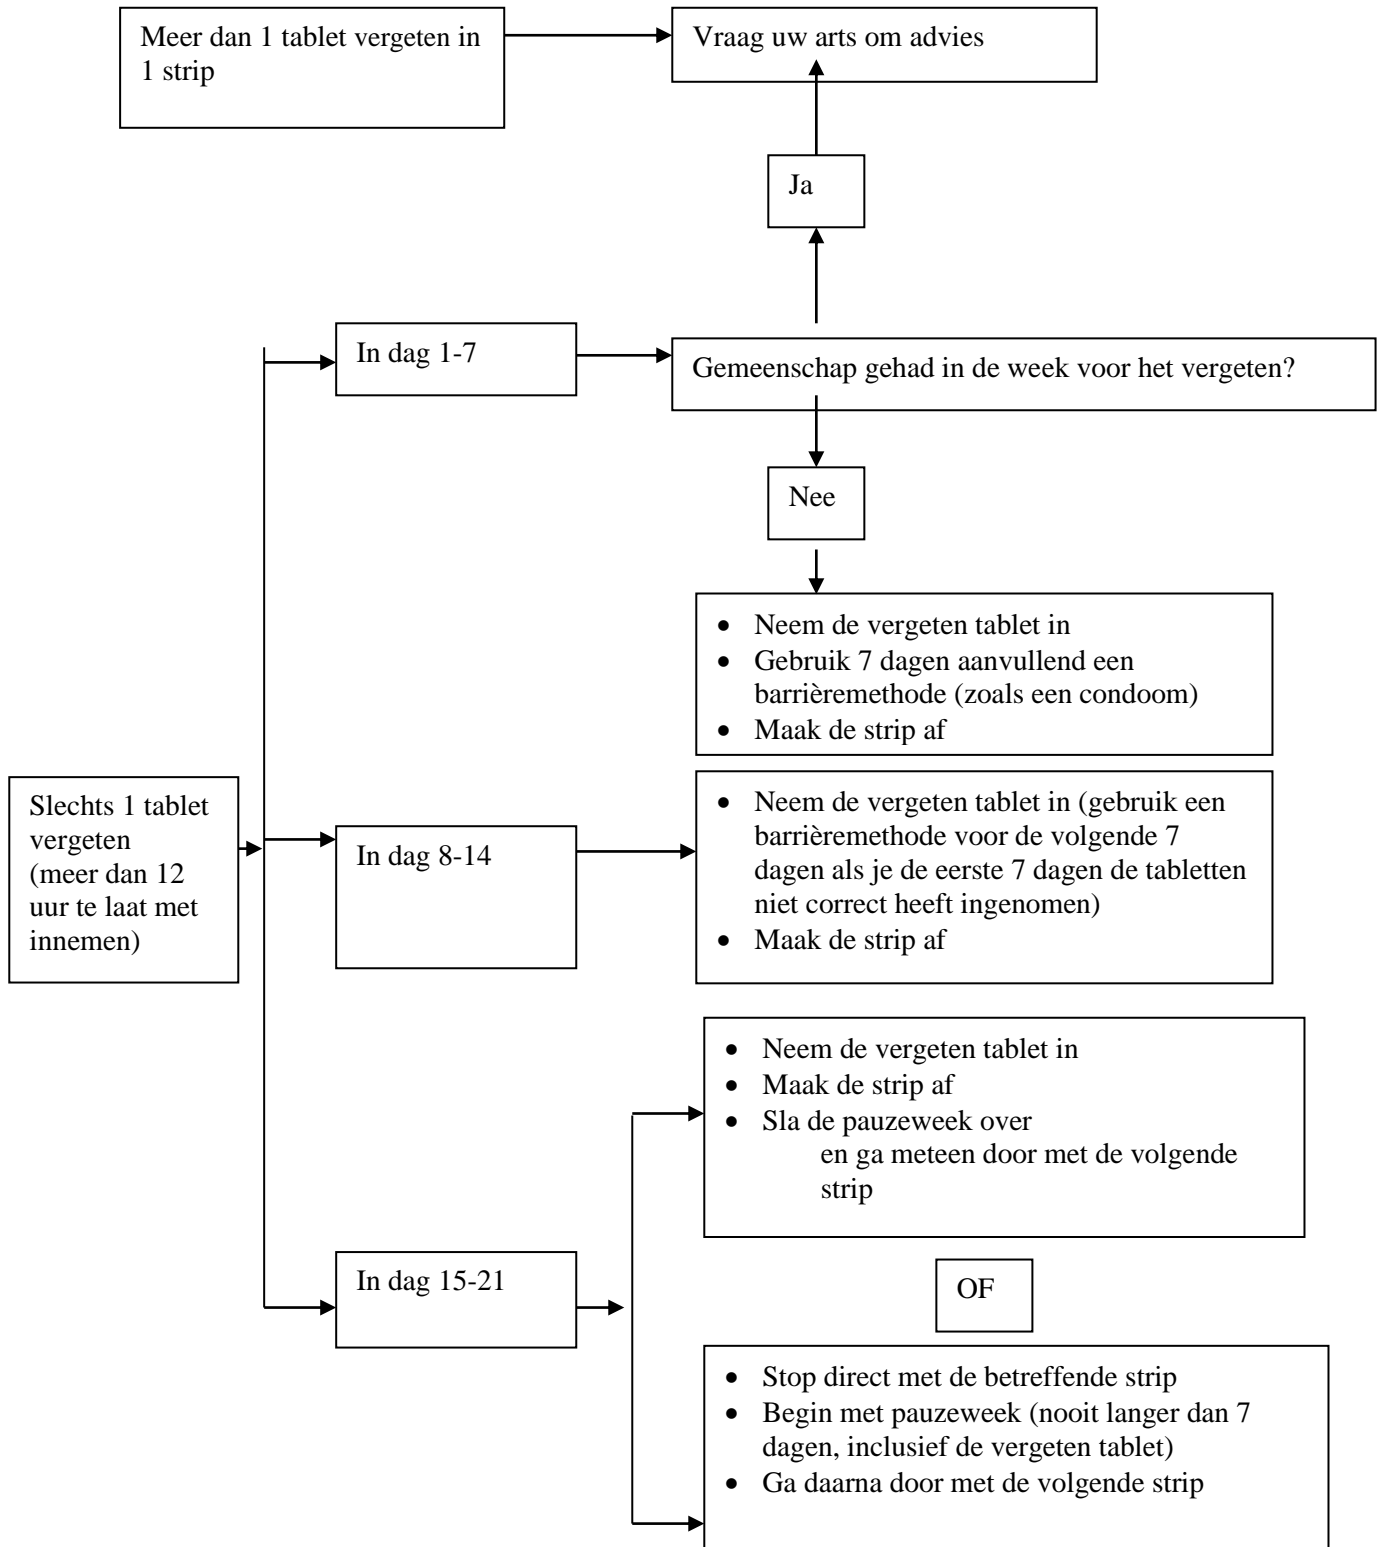 Meer dan 1 tablet vergeten in
1 strip
Vraag uw arts om advies
Ja
In dag 1-7
Gemeenschap gehad in de week voor het vergeten?
Nee
• Neem de vergeten tablet in
• Gebruik 7 dagen aanvullend een
barrièremethode (zoals een condoom)
• Maak de strip af
Slechts 1 tablet
vergeten
(meer dan 12
uur te laat met
innemen)
In dag 8-14
• Neem de vergeten tablet in (gebruik een
barrièremethode voor de volgende 7
dagen als je de eerste 7 dagen de tabletten
niet correct heeft ingenomen)
• Maak de strip af
• Neem de vergeten tablet in
• Maak de strip af
• Sla de pauzeweek over
en ga meteen door met de volgende
strip
In dag 15-21
OF
• Stop direct met de betreffende strip
• Begin met pauzeweek (nooit langer dan 7
dagen, inclusief de vergeten tablet)
• Ga daarna door met de volgende strip